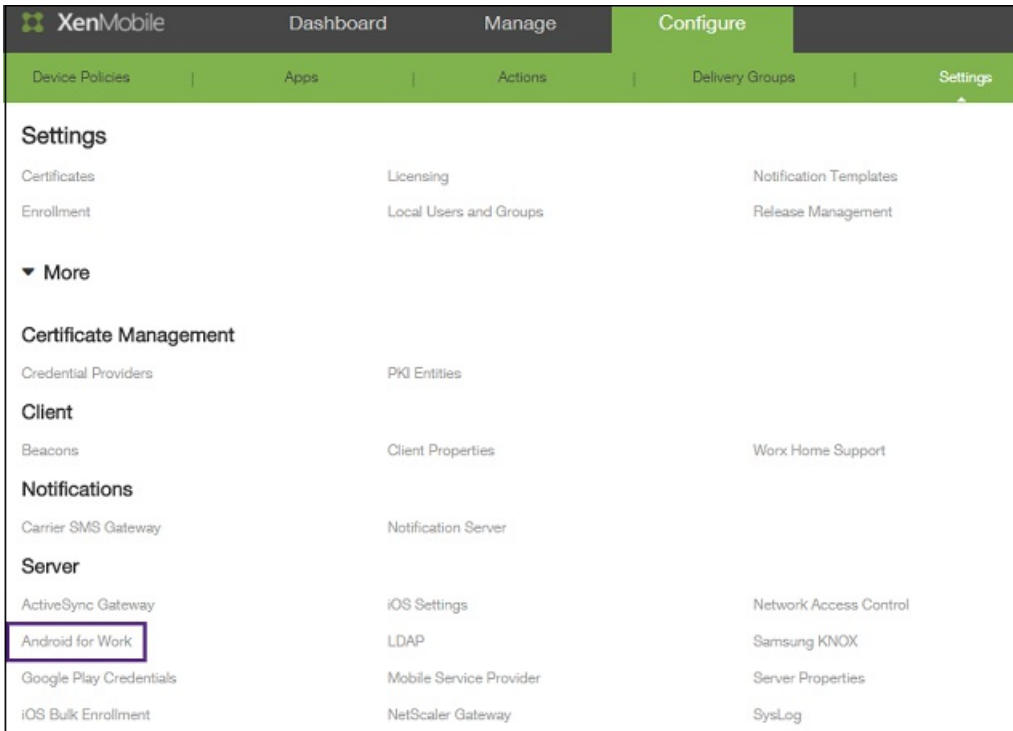 XenMobile Dashboard Manage Configure
Device Policies | Apps | Actions | Delivery Groups | Settings
Settings
Certificates Licensing Notification Templates
Enrollment Local Users and Groups Release Management
More
Certificate Management
Credential Providers PKI Entities
Client
Beacons Client Properties Worx Home Support
Notifications
Carrier SMS Gateway Notification Server
Server
ActiveSync Gateway iOS Settings Network Access Control
Android for Work LDAP Samsung KNOX
Google Play Credentials Mobile Service Provider Server Properties
iOS Bulk Enrollment NetScaler Gateway SysLog